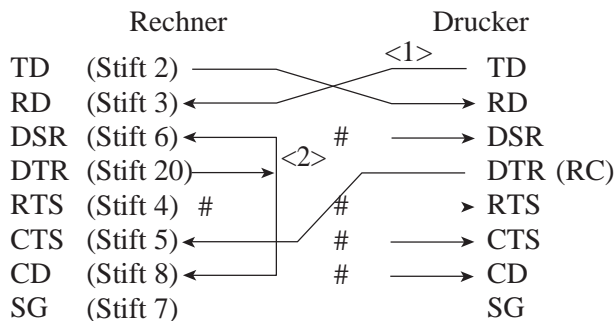 Rechner Drucker
<1>
TD (Stift 2) TD
RD (Stift 3) RD
DSR (Stift 6) # DSR
<2>
DTR (Stift 20) DTR (RC)
RTS (Stift 4) # # RTS
CTS (Stift 5) # CTS
CD (Stift 8) # CD
SG (Stift 7) SG